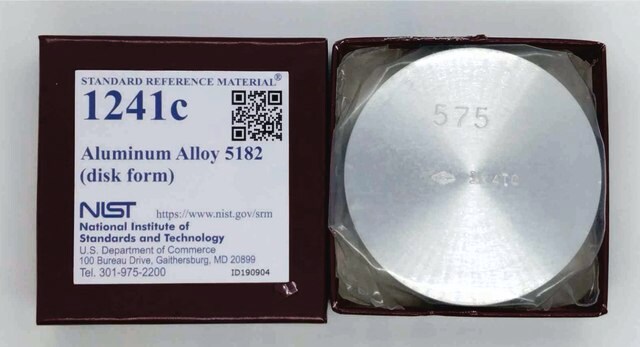 STANDARD REFERENCE MATERIAL®
1241c
Aluminum Alloy 5182
(disk form)
NIST https://www.nist.gov/srm
National Institute of
Standards and Technology
U.S. Department of Commerce
100 Bureau Drive, Gaithersburg, MD 20899
Tel. 301-975-2200 ID190904
575